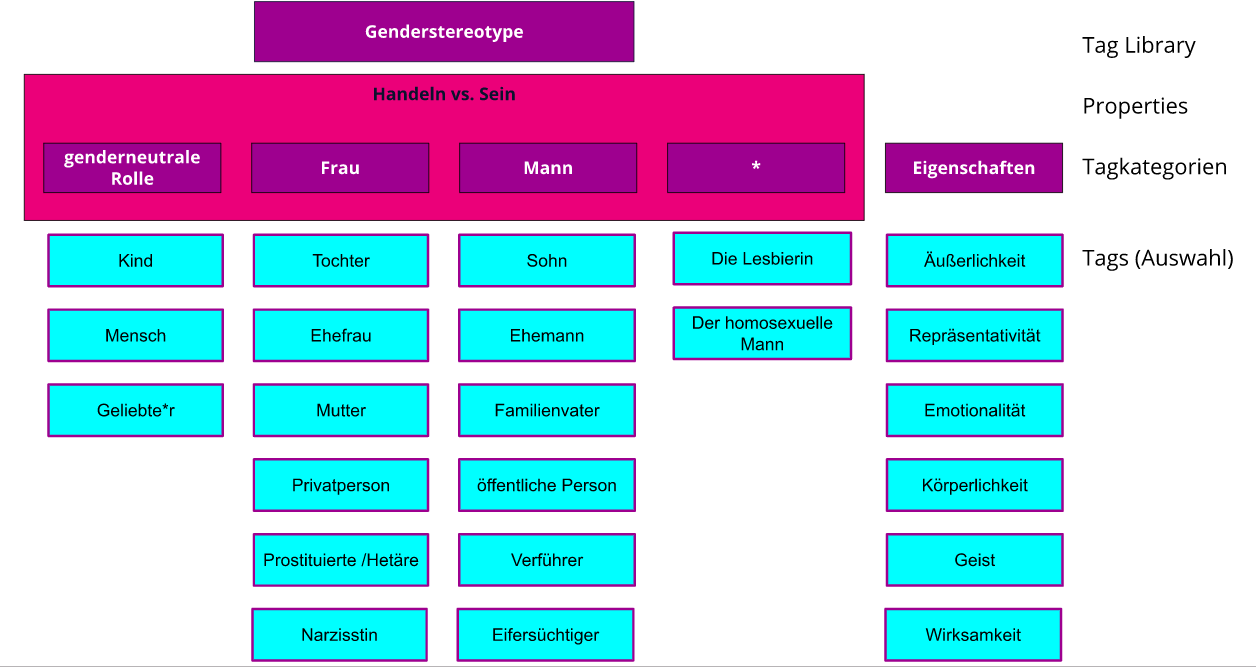 Genderstereotype
Tag Library
Handeln vs. Sein
Properties
genderneutrale
Rolle
Frau
Mann
*
Eigenschaften
Tagkategorien
Kind
Tochter
Sohn
Die Lesbierin
Äußerlichkeit
Tags (Auswahl)
Mensch
Ehefrau
Ehemann
Der homosexuelle
Mann
Repräsentativität
Geliebte*r
Mutter
Familienvater
Emotionalität
Privatperson
öffentliche Person
Körperlichkeit
Prostituierte /Hetäre
Verführer
Geist
Narzisstin
Eifersüchtiger
Wirksamkeit